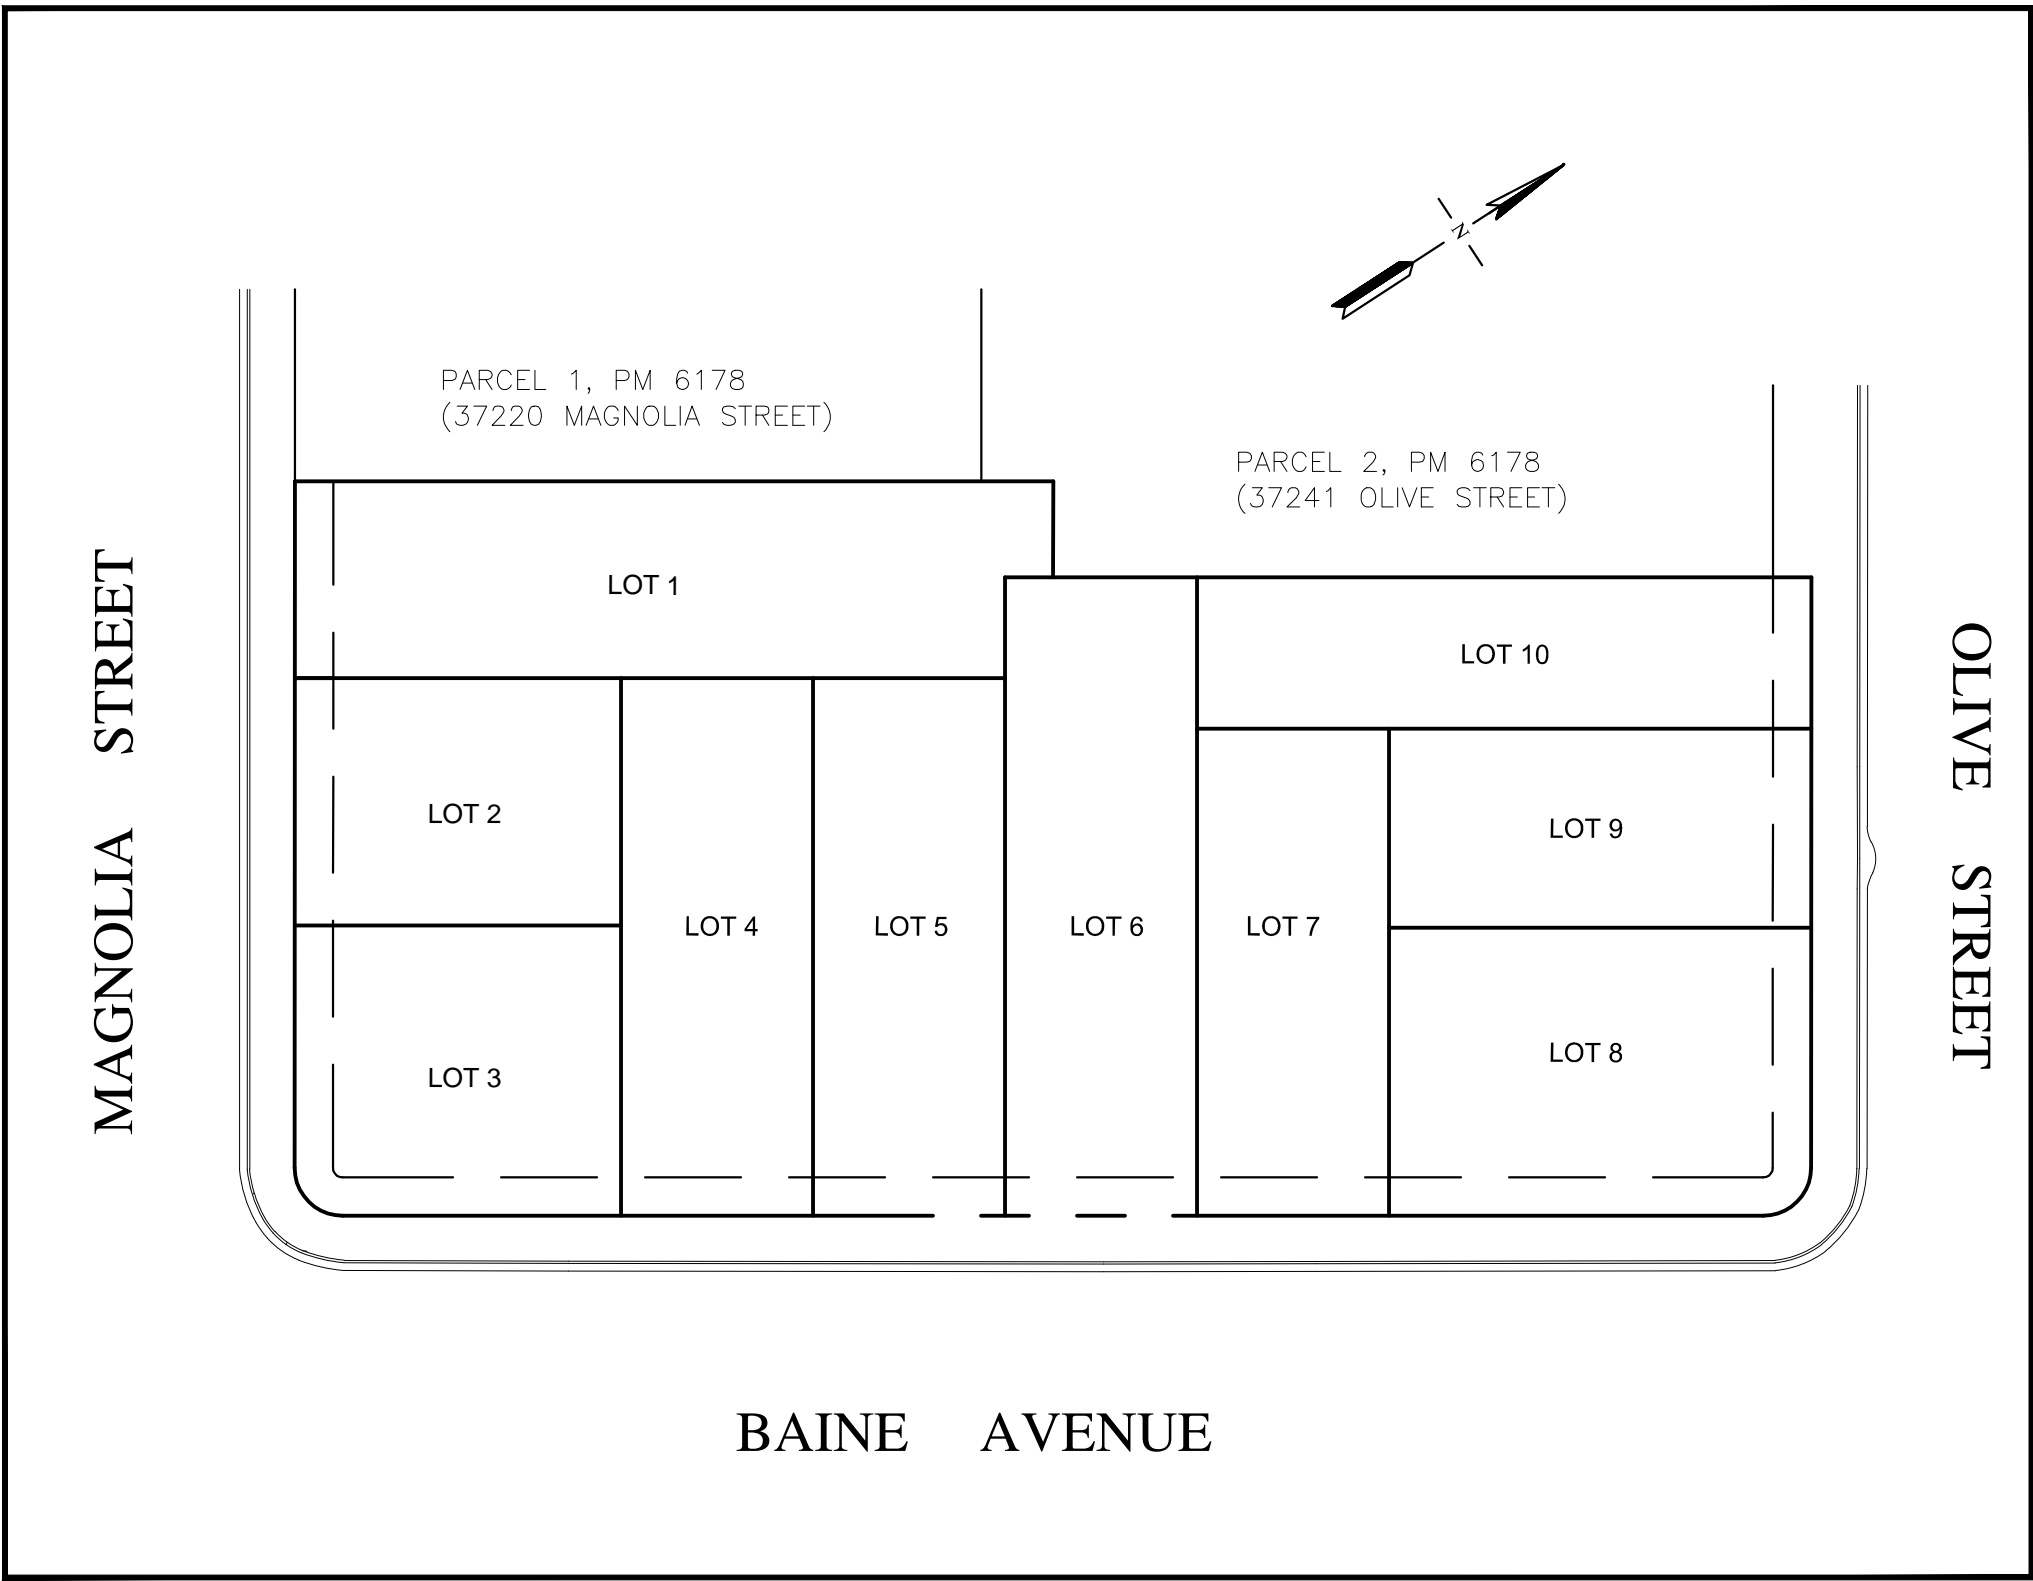 N
PARCEL 1, PM 6178
(37220 MAGNOLIA STREET)
PARCEL 2, PM 6178
(37241 OLIVE STREET)
LOT 1
LOT 10
LOT 2
LOT 9
LOT 4
LOT 5
LOT 6
LOT 7
LOT 3
LOT 8
MAGNOLIA STREET
OLIVE STREET
BAINE AVENUE